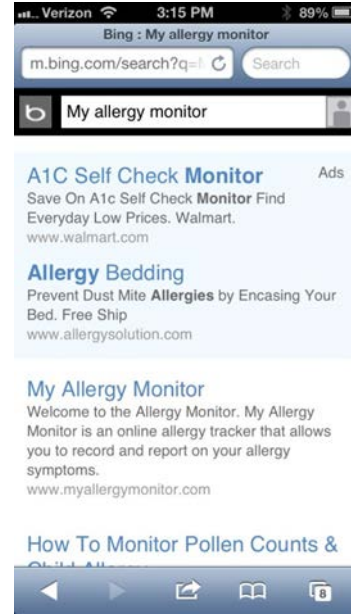 Verizon 3:15 PM 89%
Bing : My allergy monitor
m.bing.com/search?q= Search
b My allergy monitor
A1C Self Check Monitor Ads
Save On A1c Self Check Monitor Find
Everyday Low Prices. Walmart.
www.walmart.com
Allergy Bedding
Prevent Dust Mite Allergies by Encasing Your
Bed. Free Ship
www.allergysolution.com
My Allergy Monitor
Welcome to the Allergy Monitor. My Allergy
Monitor is an online allergy tracker that allows
you to record and report on your allergy
symptoms.
www.myallergymonitor.com
How To Monitor Pollen Counts &
8